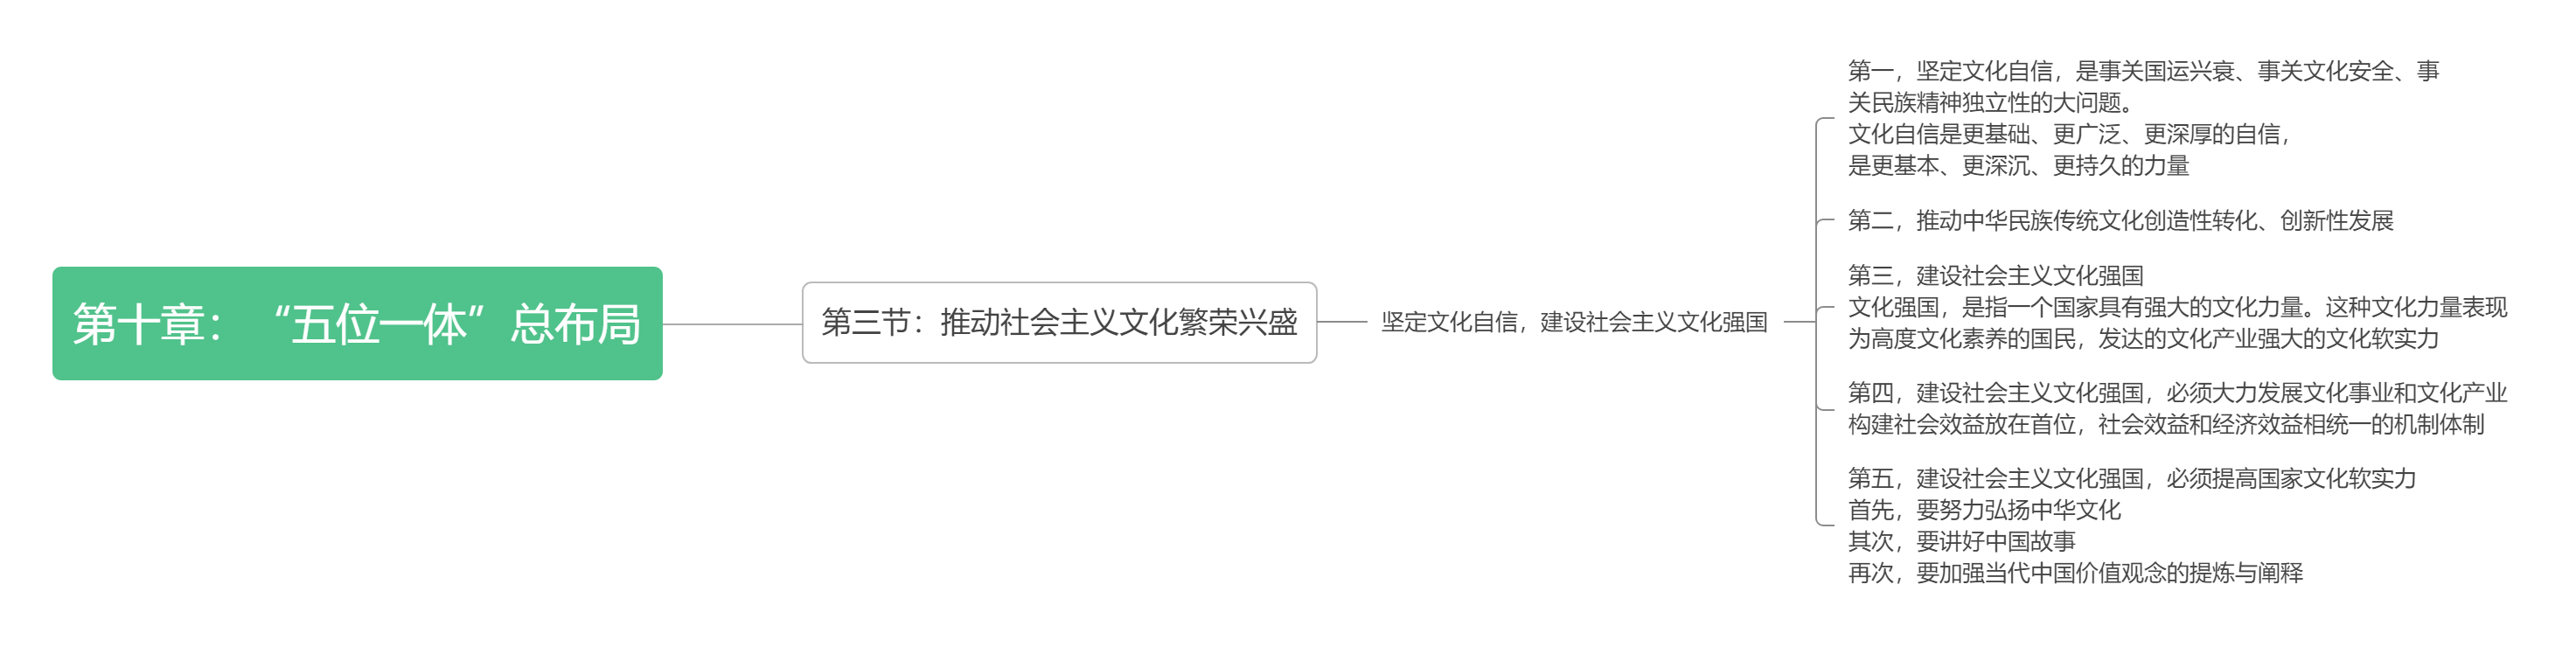 第十章：“五位一体”总布局
第三节：推动社会主义文化繁荣兴盛
坚定文化自信，建设社会主义文化强国
第一，坚定文化自信，是事关国运兴衰、事关文化安全、事
关民族精神独立性的大问题。
文化自信是更基础、更广泛、更深厚的自信，
是更基本、更深沉、更持久的力量
第二，推动中华民族传统文化创造性转化、创新性发展
第三，建设社会主义文化强国
文化强国，是指一个国家具有强大的文化力量。这种文化力量表现
为高度文化素养的国民，发达的文化产业强大的文化软实力
第四，建设社会主义文化强国，必须大力发展文化事业和文化产业
构建社会效益放在首位，社会效益和经济效益相统一的机制体制
第五，建设社会主义文化强国，必须提高国家文化软实力
首先，要努力弘扬中华文化
其次，要讲好中国故事
再次，要加强当代中国价值观念的提炼与阐释